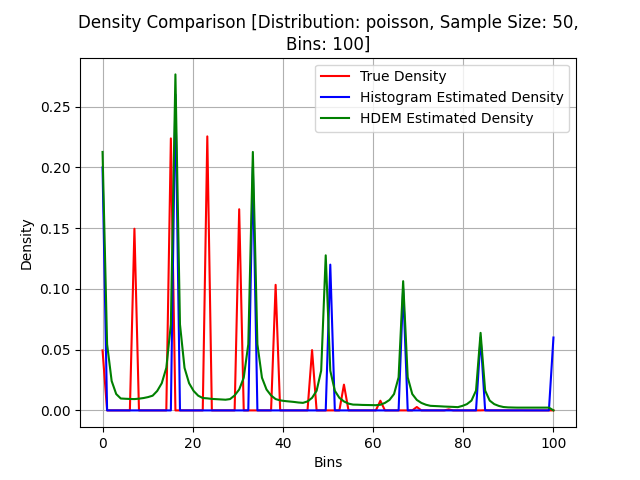 Density Comparison [Distribution: poisson, Sample Size: 50,
Bins: 100]
True Density
Histogram Estimated Density
HDEM Estimated Density
Density
0.25
0.20
0.15
0.10
0.05
0.00
0 20 40 60 80 100
Bins